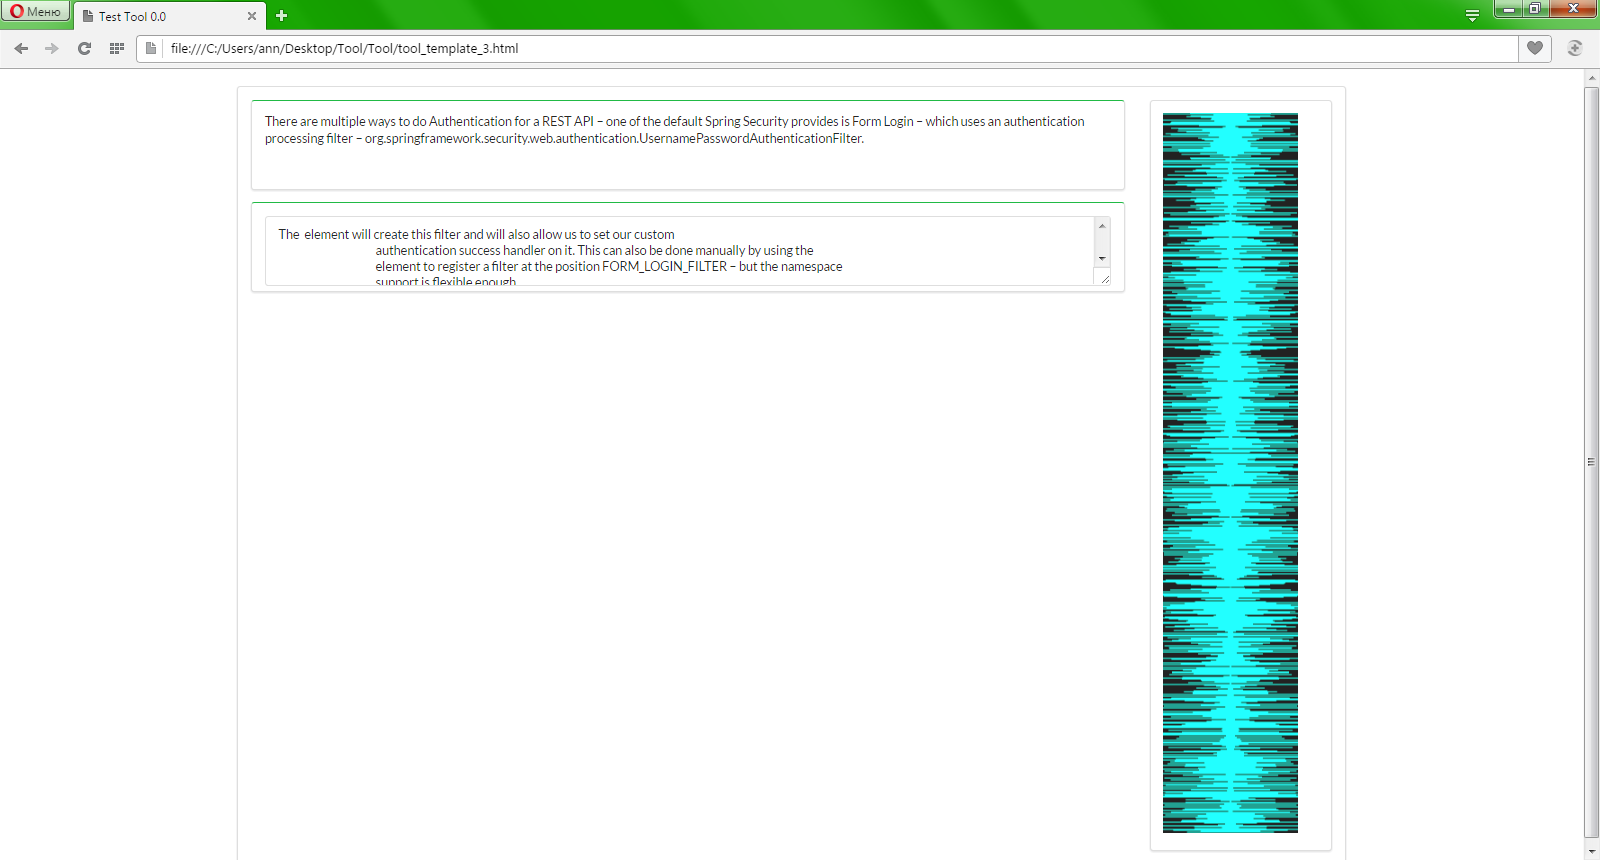 Меню
Test Tool 0.0
file:///C:/Users/ann/Desktop/Tool/Tool/tool_template_3.html
There are multiple ways to do Authentication for a REST API – one of the default Spring Security provides is Form Login – which uses an authentication
processing filter – org.springframework.security.web.authentication.UsernamePasswordAuthenticationFilter.
The element will create this filter and will also allow us to set our custom
authentication success handler on it. This can also be done manually by using the
element to register a filter at the position FORM_LOGIN_FILTER – but the namespace
support is flexible enough.